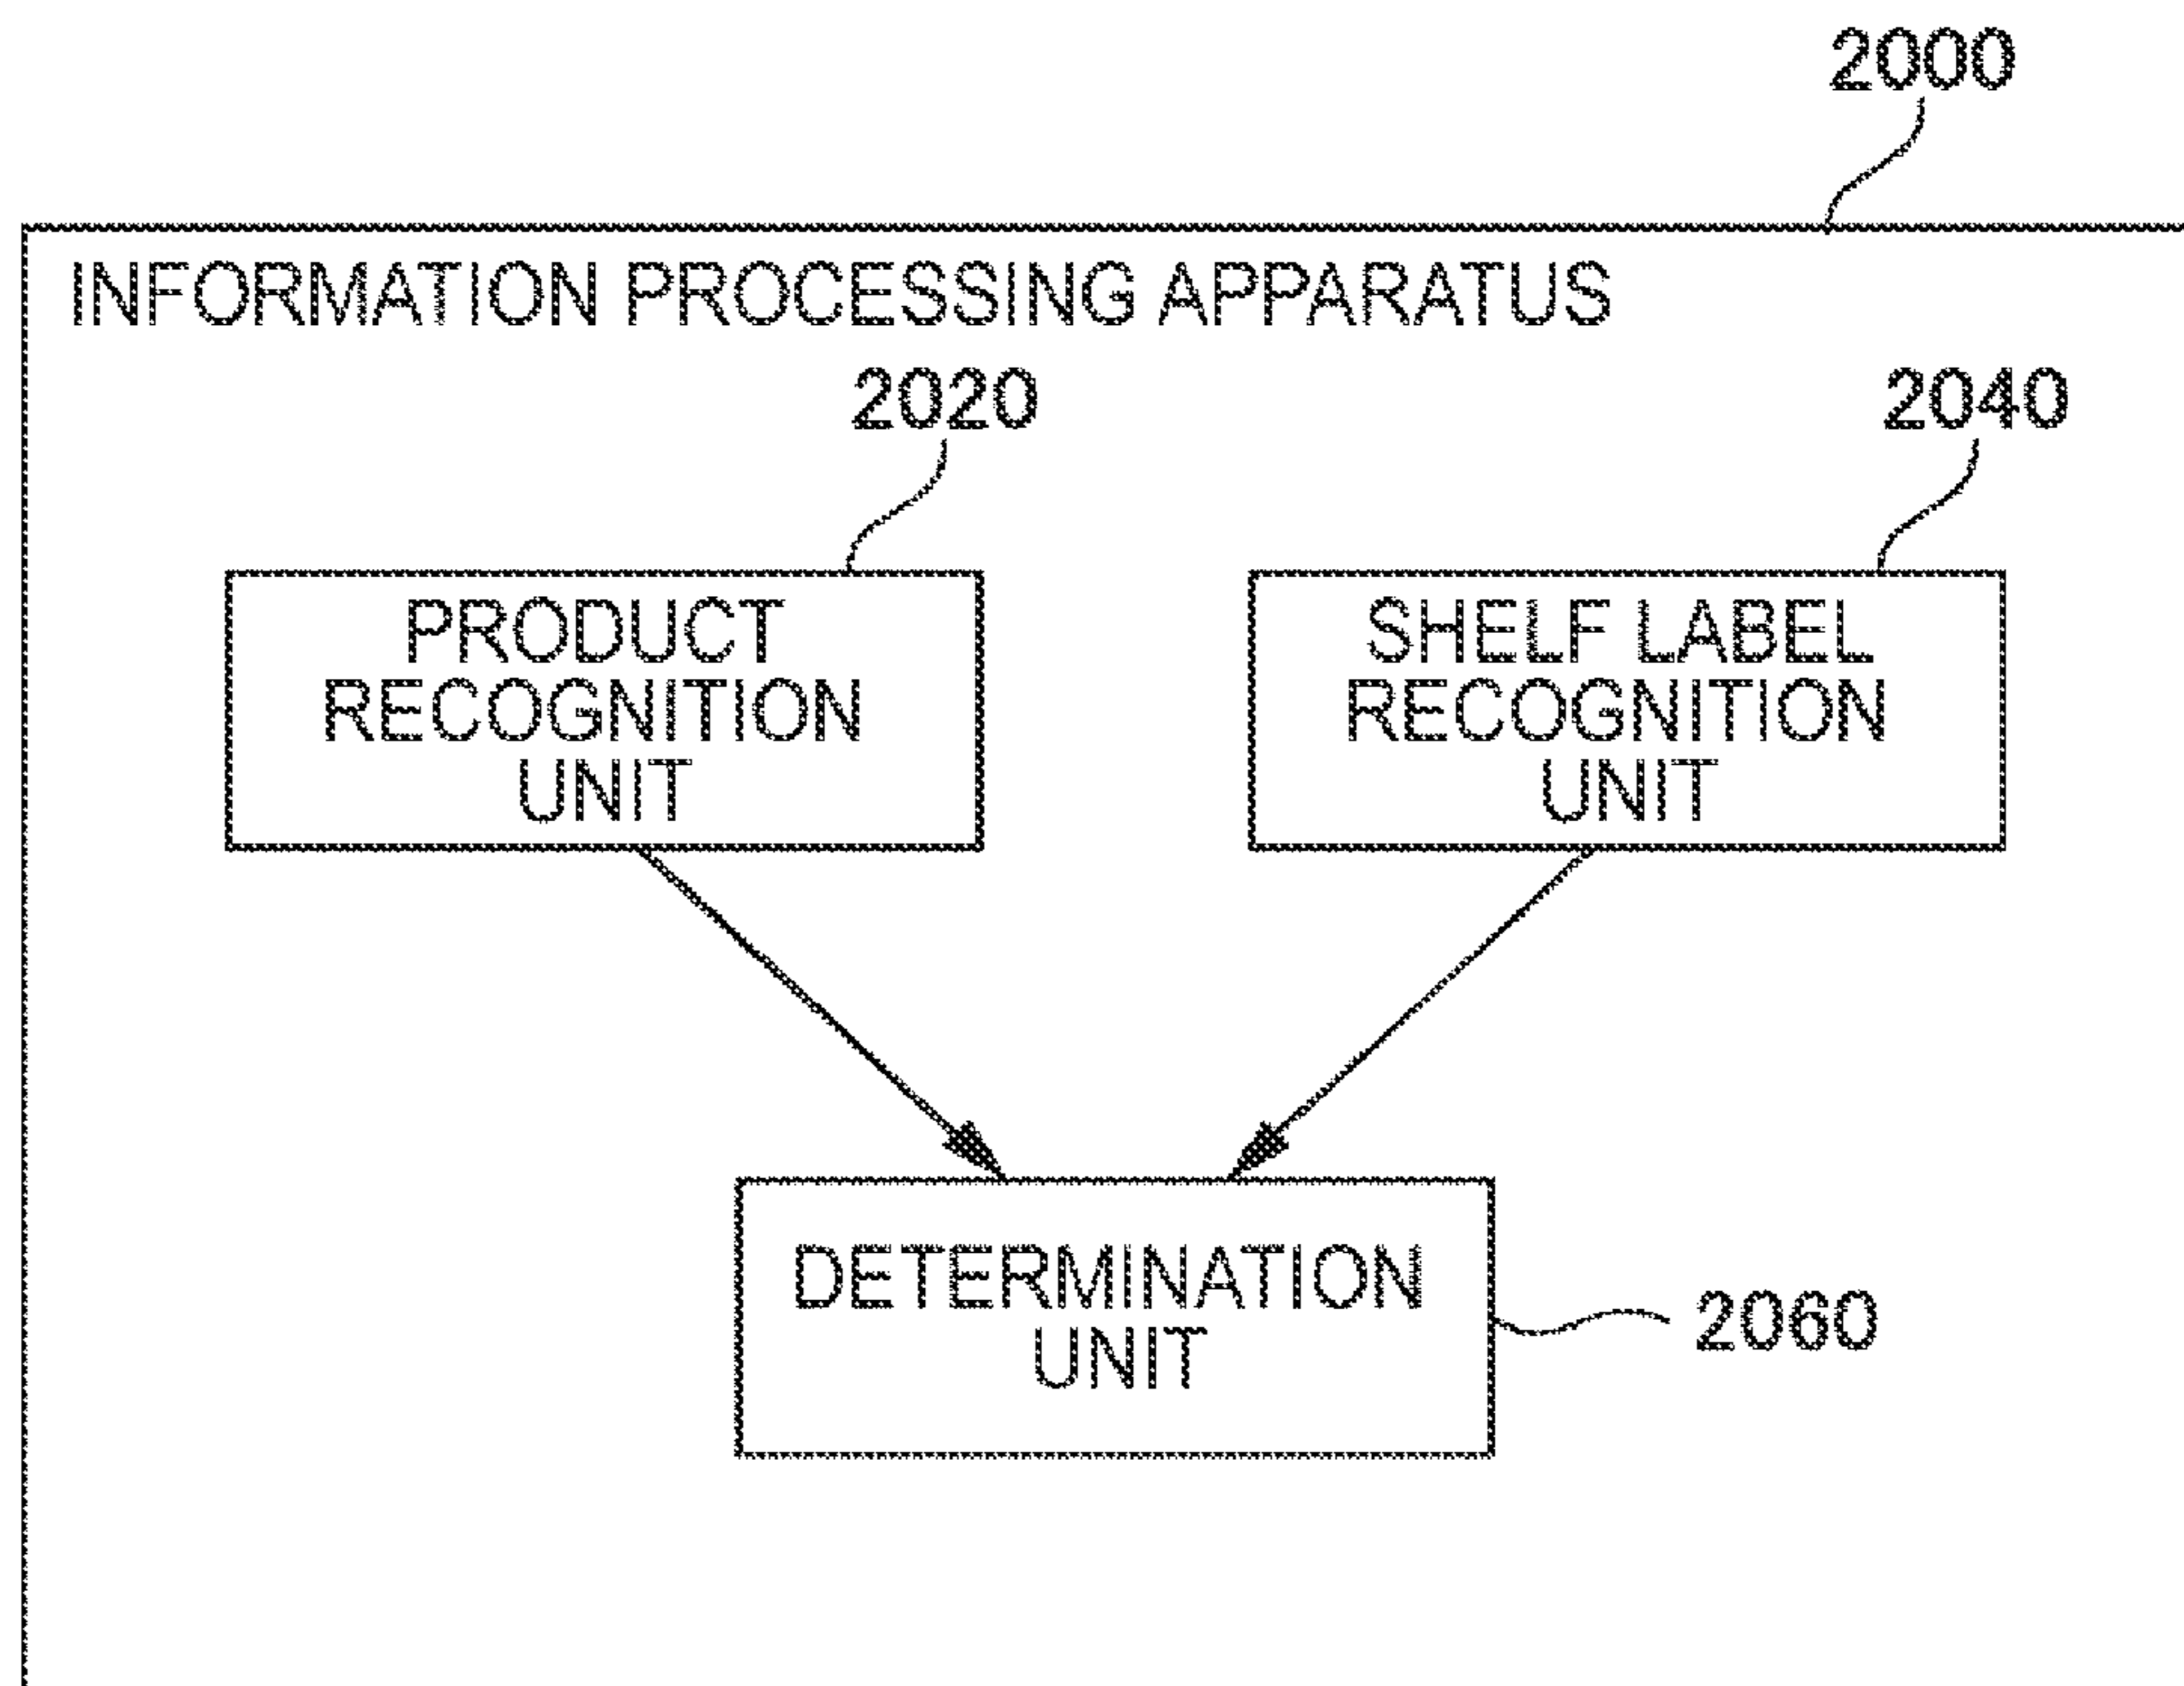 2000
INFORMATION PROCESSING APPARATUS
2020
2040
PRODUCT
RECOGNITION
UNIT
SHELF LABEL
RECOGNITION
UNIT
DETERMINATION
UNIT
2060